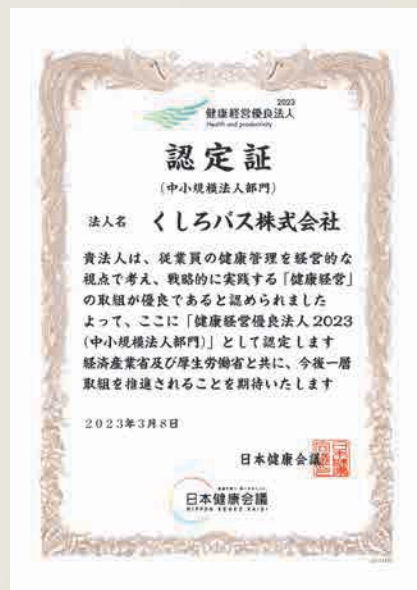 2023
健康経営優良法人
Health and productivity
認定証
(中小規模法人部門)
法人名 くしろバス株式会社
貴法人は、従業員の健康管理を経営的な
視点で考え、戦略的に実践する「健康経営」
の取組が優良であると認められました
よって、ここに「健康経営優良法人2023
(中小規模法人部門)」として認定します
経済産業省及び厚生労働省と共に、今後一層
取組を推進されることを期待いたします
2023年3月8日
日本健康会議
日本健康会議
NIPPON KENKO KAIGI